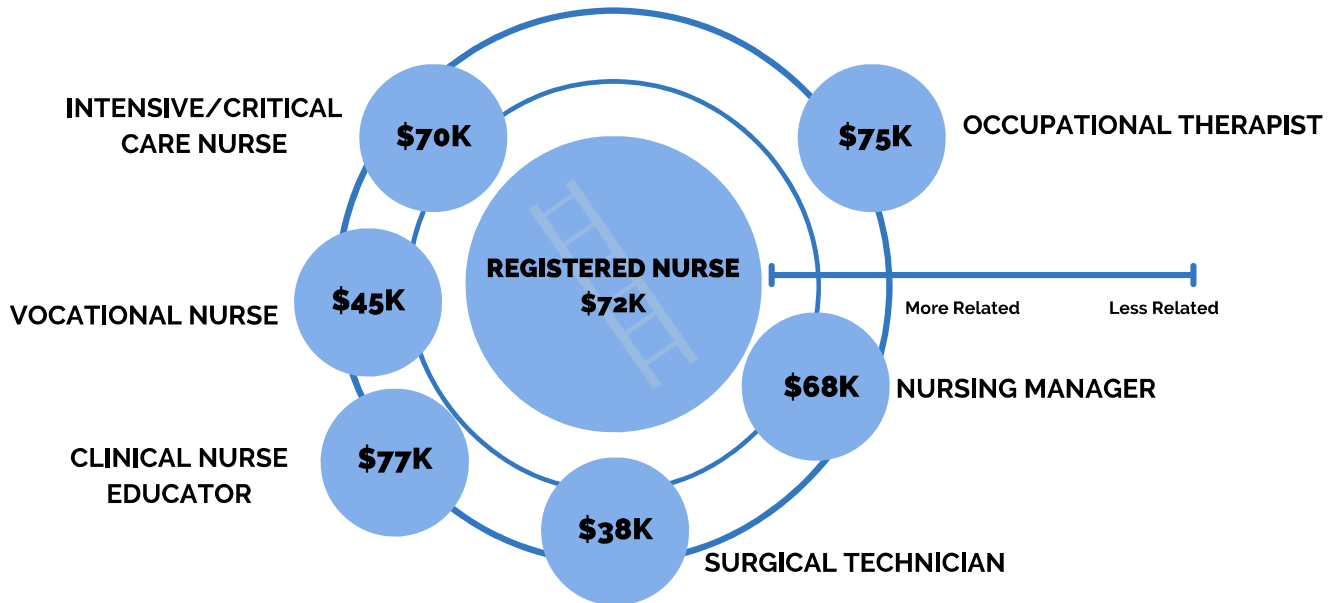 INTENSIVE/CRITICAL
CARE NURSE
$70K
$75K
OCCUPATIONAL THERAPIST
REGISTERED NURSE
$72K
VOCATIONAL NURSE
$45K
More Related
Less Related
$68K
NURSING MANAGER
CLINICAL NURSE
EDUCATOR
$77K
$38K
SURGICAL TECHNICIAN